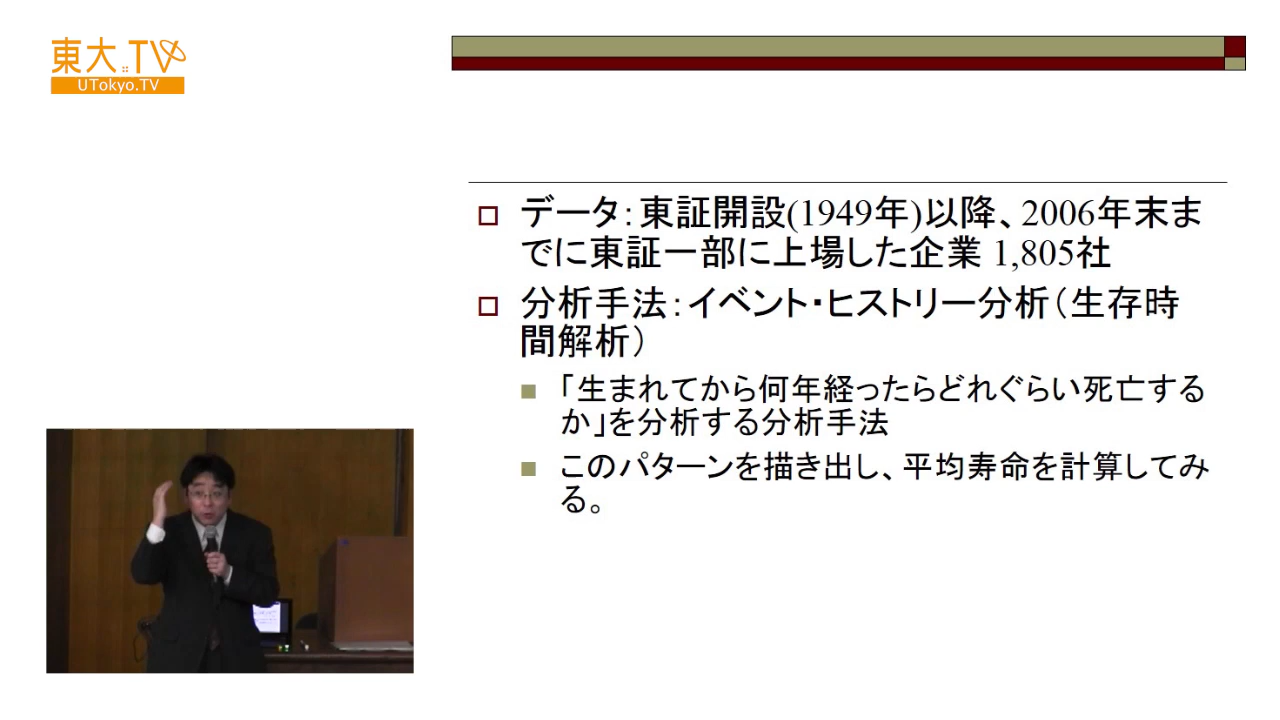 東大.TV
UTokyo.TV
データ：東証開設(1949年)以降、2006年末ま
でに東証一部に上場した企業 1,805社
分析手法：イベント・ヒストリー分析（生存時
間解析）
「生まれてから何年経ったらどれぐらい死亡する
か」を分析する分析手法
このパターンを描き出し、平均寿命を計算してみ
る。